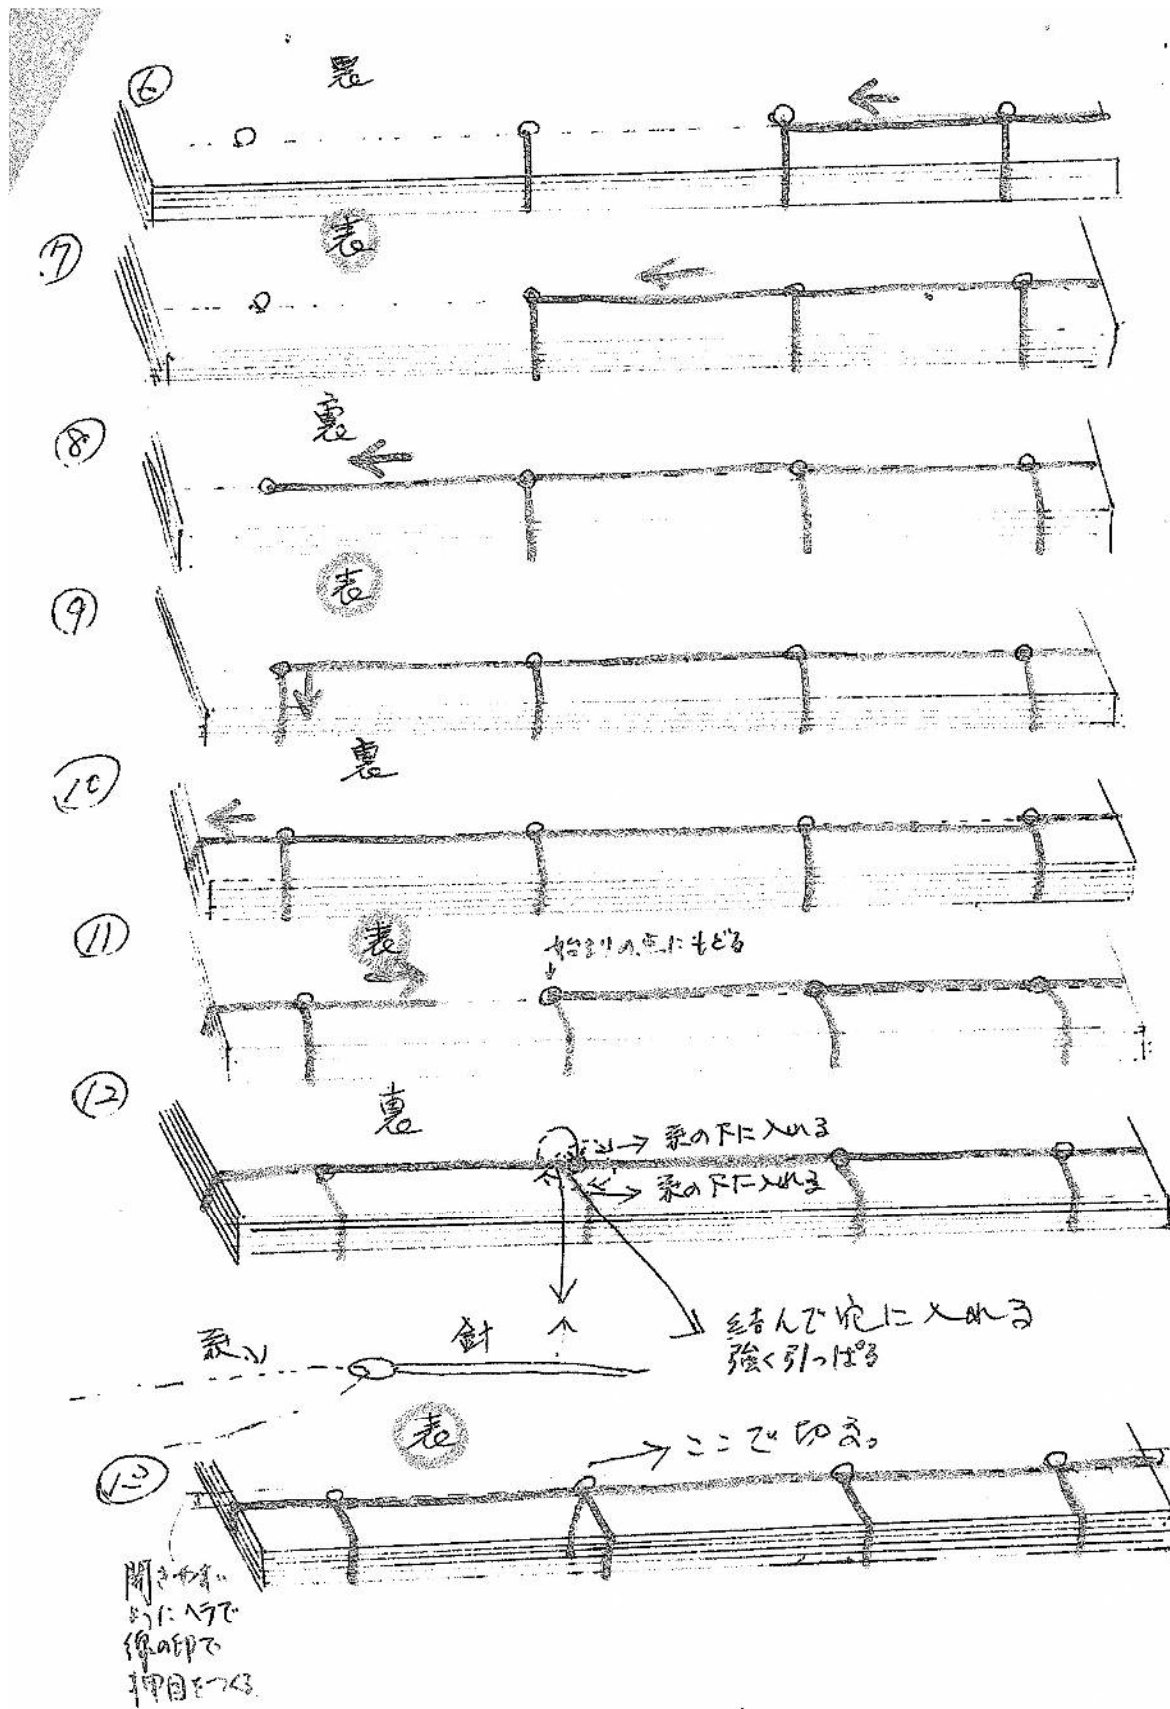 ⑥ 裏
表
⑦
裏
⑧
表
⑨
裏
⑩
表
⑪
始まりの点にもどる
⑫
裏
糸の下に入れる
糸の下に入れる
結んで穴に入れる
強く引っぱる
針
糸
表
⑬
ここで切る。
開きやすい
ようにヘラで
線の印で
押目をつくる